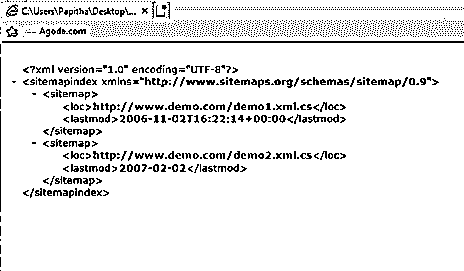 C:\Users\Papitha\Desktop\...
Agode.com
<?xml version="1.0" encoding="UTF-8"?>
- <sitemapindex xmlns="http://www.sitemaps.org/schemas/sitemap/0.9">
- <sitemap>
<loc>http://www.demo.com/demo1.xml.cs</loc>
<lastmod>2006-11-02T16:22:14+00:00</lastmod>
</sitemap>
- <sitemap>
<loc>http://www.demo.com/demo2.xml.cs</loc>
<lastmod>2007-02-02</lastmod>
</sitemap>
</sitemapindex>